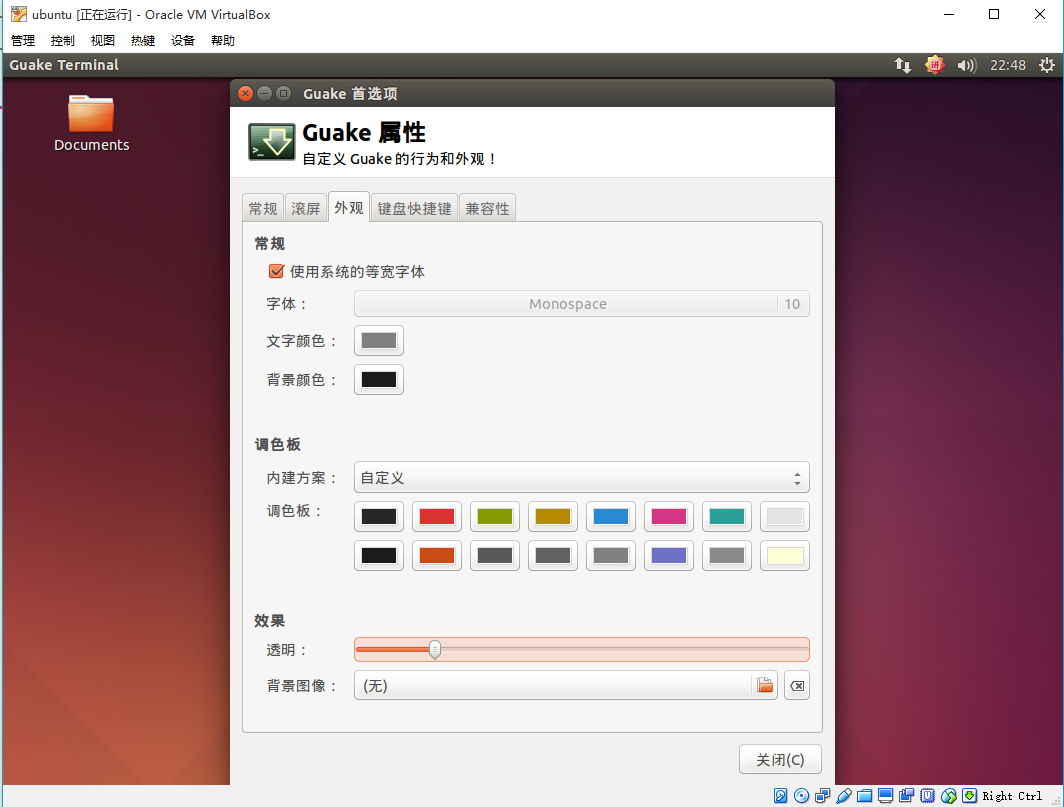 ubuntu [正在运行] - Oracle VM VirtualBox
管理 控制 视图 热键 设备 帮助
Guake Terminal 拼 22:48
Documents
Guake 首选项
>_
Guake 属性
自定义 Guake 的行为和外观！
常规 滚屏 外观 键盘快捷键 兼容性
常规
使用系统的等宽字体
字体： Monospace 10
文字颜色：
背景颜色：
调色板
内建方案： 自定义
调色板：
效果
透明：
背景图像： (无)
关闭(C)
Right Ctrl